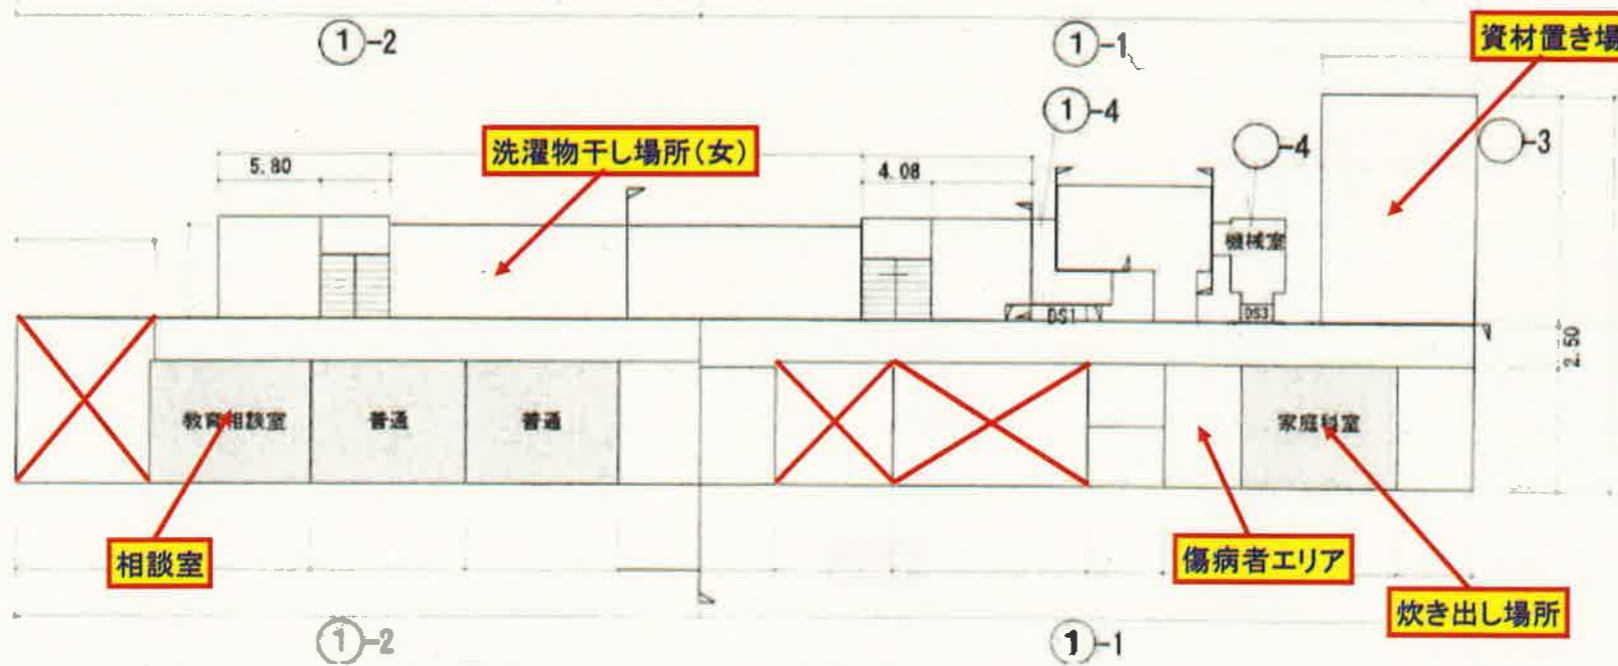 ①-2
①-1
資材置き場
①-4
洗濯物干し場所(女)
○-4
○-3
5.80
4.08
機械室
DS1
DS3
2.50
教育相談室
普通
普通
家庭科室
相談室
傷病者エリア
炊き出し場所
①-2
①-1